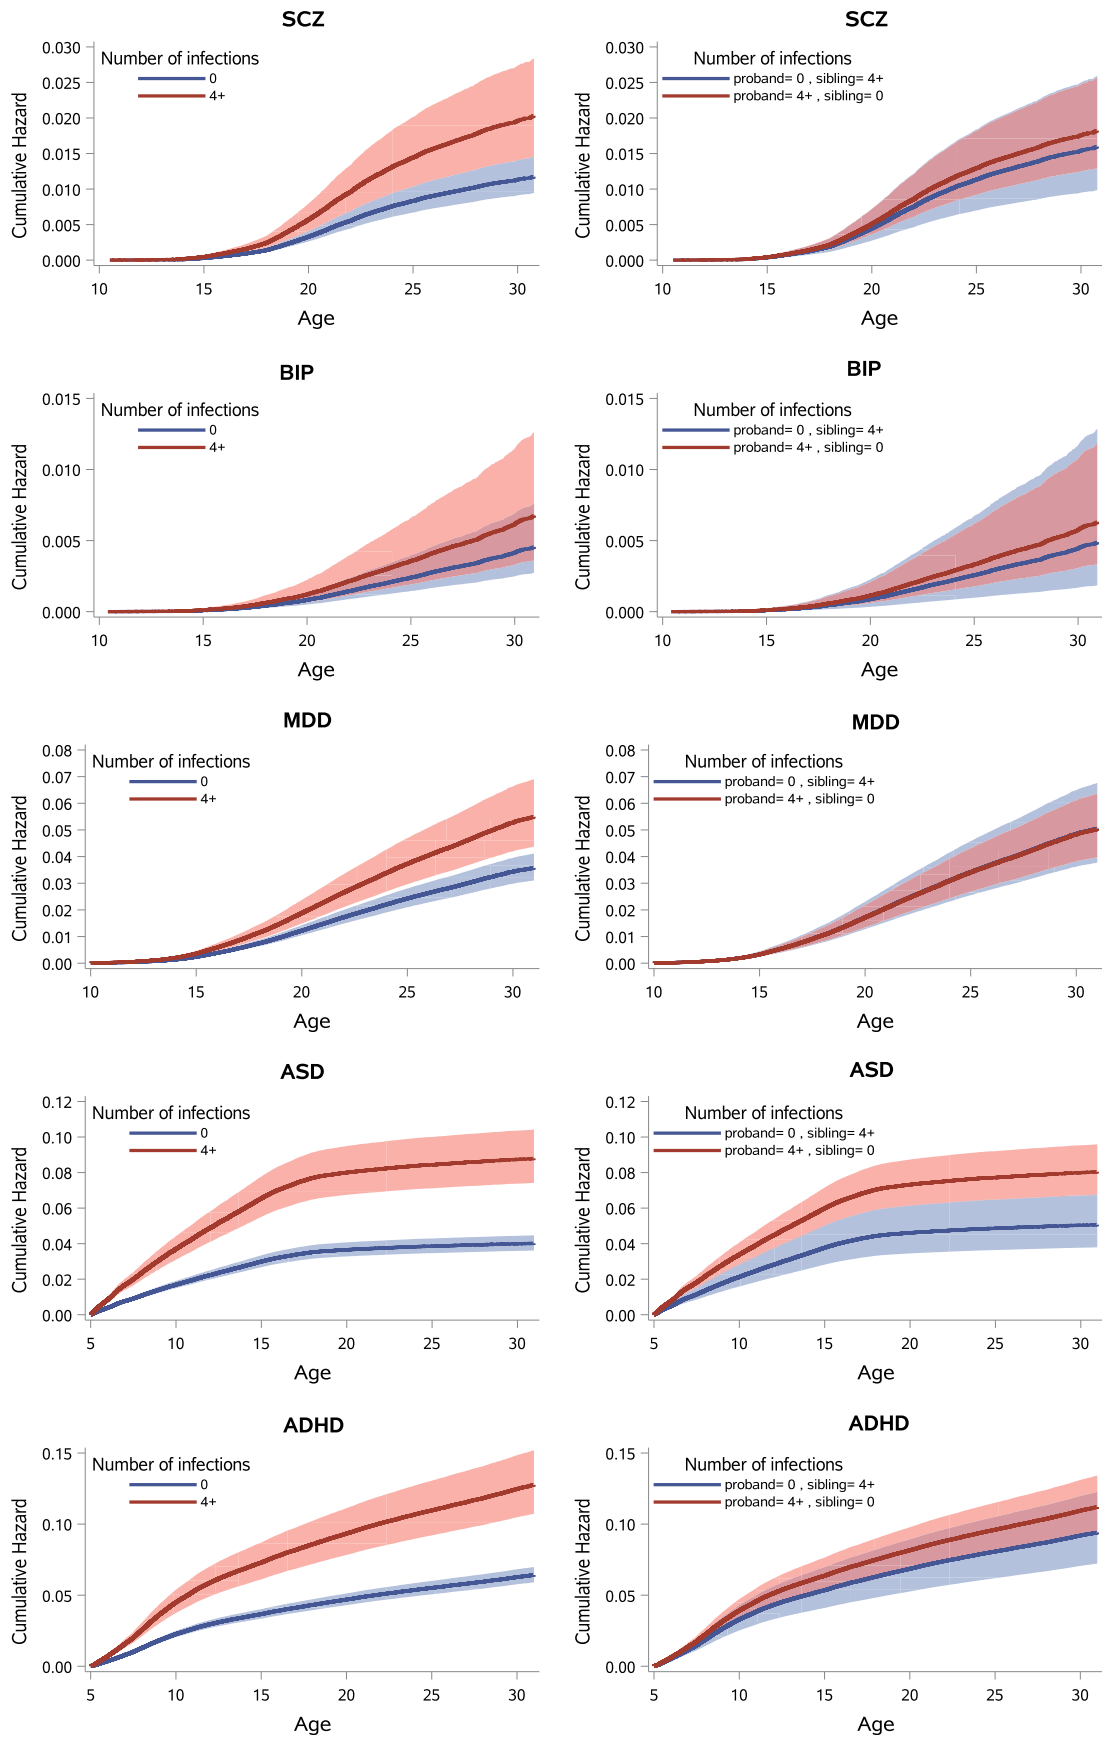 SCZ
Number of infections
0
4+
0.030
0.025
0.020
0.015
0.010
0.005
0.000
Cumulative Hazard
10 15 20 25 30
Age
SCZ
Number of infections
proband= 0 , sibling= 4+
proband= 4+ , sibling= 0
0.030
0.025
0.020
0.015
0.010
0.005
0.000
Cumulative Hazard
10 15 20 25 30
Age
BIP
Number of infections
0
4+
0.015
0.010
0.005
0.000
Cumulative Hazard
10 15 20 25 30
Age
BIP
Number of infections
proband= 0 , sibling= 4+
proband= 4+ , sibling= 0
0.015
0.010
0.005
0.000
Cumulative Hazard
10 15 20 25 30
Age
MDD
Number of infections
0
4+
0.08
0.07
0.06
0.05
0.04
0.03
0.02
0.01
0.00
Cumulative Hazard
10 15 20 25 30
Age
MDD
Number of infections
proband= 0 , sibling= 4+
proband= 4+ , sibling= 0
0.08
0.07
0.06
0.05
0.04
0.03
0.02
0.01
0.00
Cumulative Hazard
10 15 20 25 30
Age
ASD
Number of infections
0
4+
0.12
0.10
0.08
0.06
0.04
0.02
0.00
Cumulative Hazard
5 10 15 20 25 30
Age
ASD
Number of infections
proband= 0 , sibling= 4+
proband= 4+ , sibling= 0
0.12
0.10
0.08
0.06
0.04
0.02
0.00
Cumulative Hazard
5 10 15 20 25 30
Age
ADHD
Number of infections
0
4+
0.15
0.10
0.05
0.00
Cumulative Hazard
5 10 15 20 25 30
Age
ADHD
Number of infections
proband= 0 , sibling= 4+
proband= 4+ , sibling= 0
0.15
0.10
0.05
0.00
Cumulative Hazard
5 10 15 20 25 30
Age